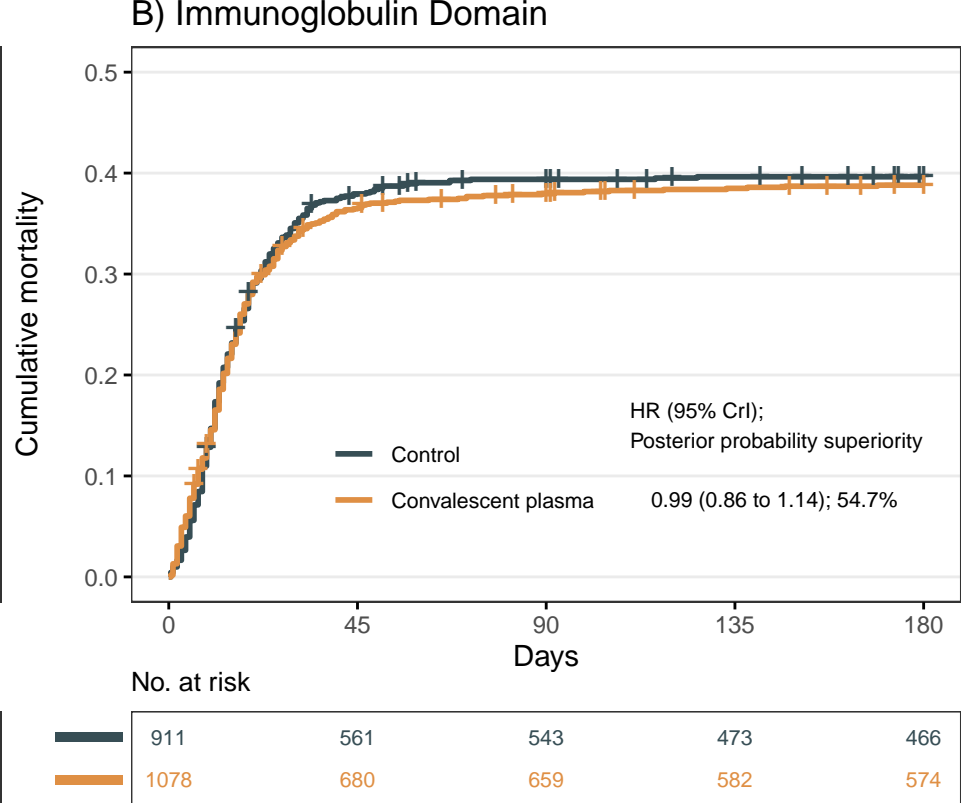 B) Immunoglobulin Domain
Cumulative mortality
0.5
0.4
0.3
0.2
0.1
0.0
HR (95% CrI);
Posterior probability superiority
Control
Convalescent plasma 0.99 (0.86 to 1.14); 54.7%
0 45 90 135 180
Days
No. at risk
911 561 543 473 466
1078 680 659 582 574